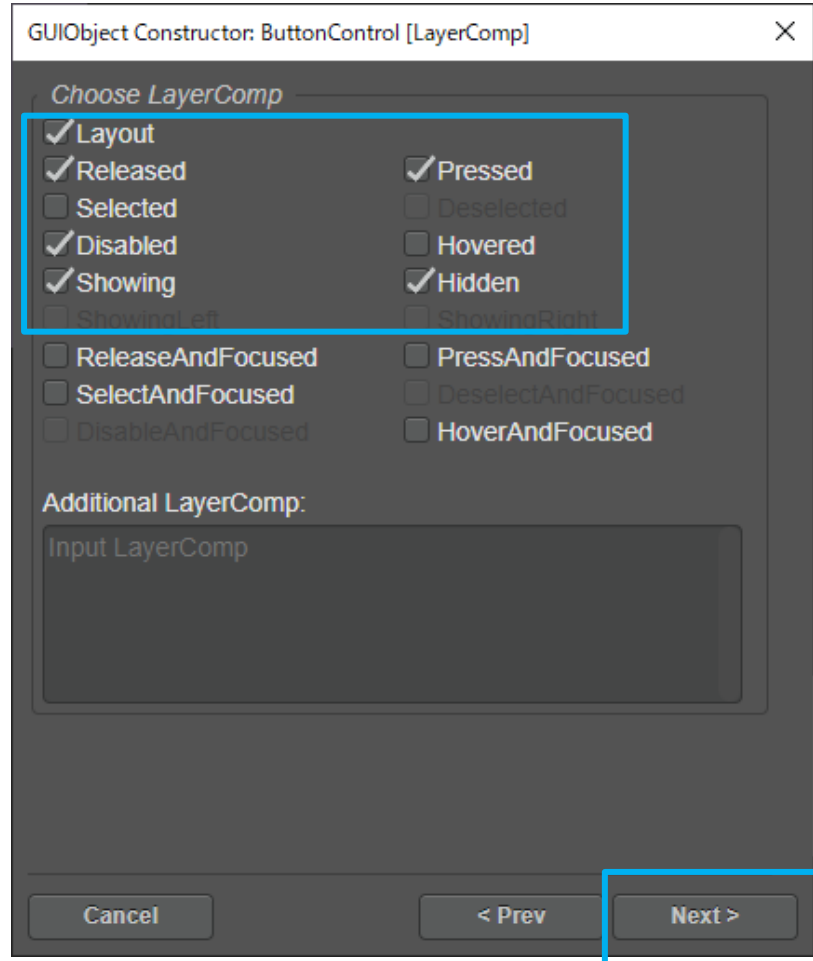 GUIObject Constructor: ButtonControl [LayerComp]
Choose LayerComp
Layout
Released Pressed
Selected Deselected
Disabled Hovered
Showing Hidden
ShowingLeft ShowingRight
ReleaseAndFocused PressAndFocused
SelectAndFocused DeselectAndFocused
DisableAndFocused HoverAndFocused
Additional LayerComp:
Input LayerComp
Cancel < Prev Next >